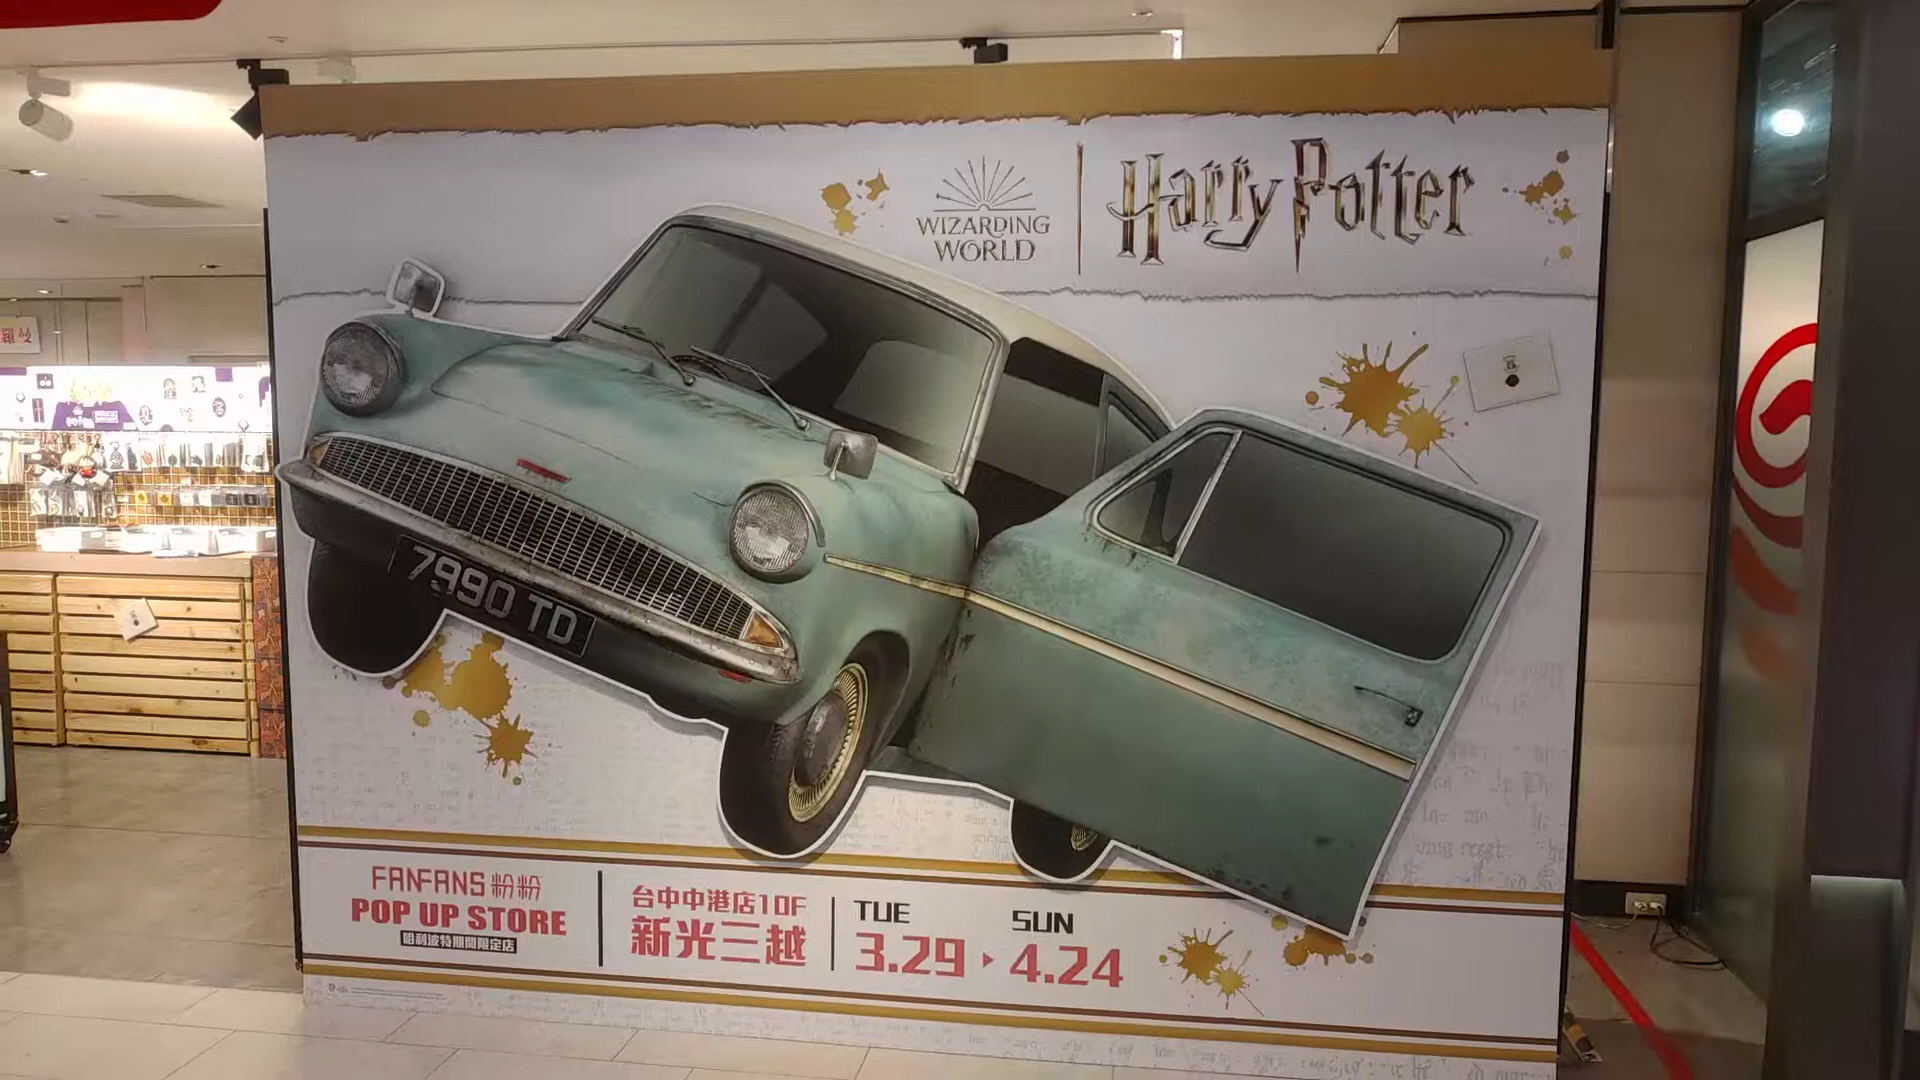 WIZARDING
WORLD
Harry Potter
7990 TD
FANFANS 粉粉
POP UP STORE
哈利波特期間限定店
台中中港店10F
新光三越
TUE
3.29
SUN
4.24